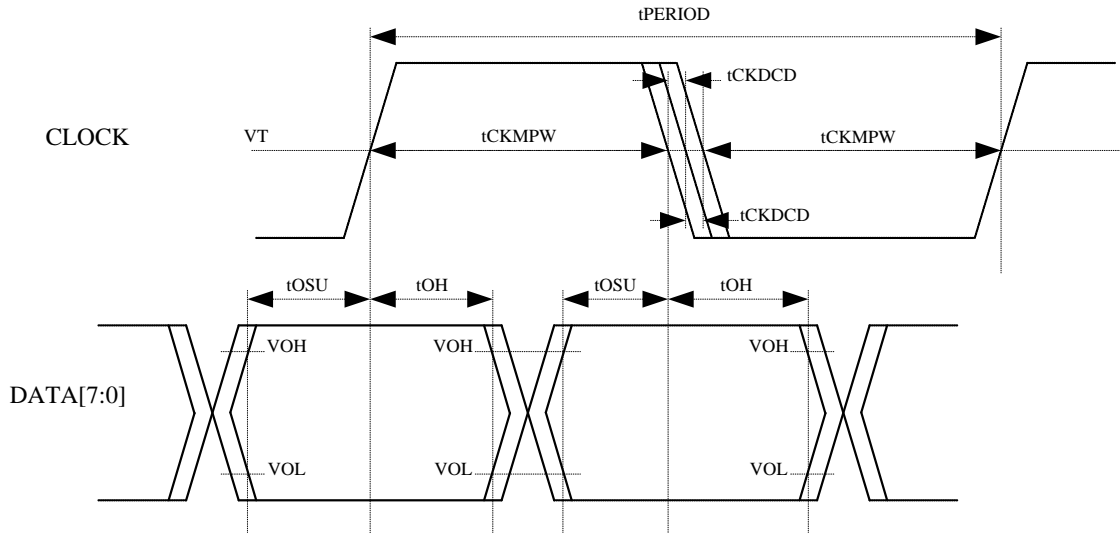 tPERIOD
tCKDCD
CLOCK
VT
tCKMPW
tCKMPW
tCKDCD
tOSU
tOH
tOSU
tOH
VOH
VOH
VOH
DATA[7:0]
VOL
VOL
VOL